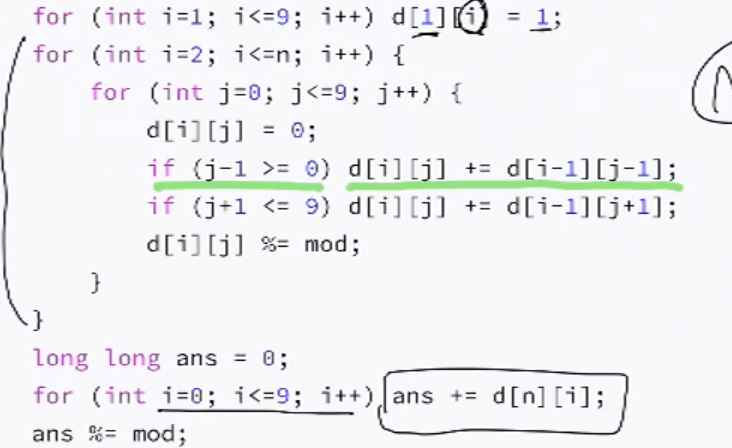 for (int i=1; i<=9; i++) d[1][i] = 1;
for (int i=2; i<=n; i++) {
    for (int j=0; j<=9; j++) {
        d[i][j] = 0;
        if (j-1 >= 0) d[i][j] += d[i-1][j-1];
        if (j+1 <= 9) d[i][j] += d[i-1][j+1];
        d[i][j] %= mod;
    }
}
long long ans = 0;
for (int i=0; i<=9; i++) ans += d[n][i];
ans %= mod;